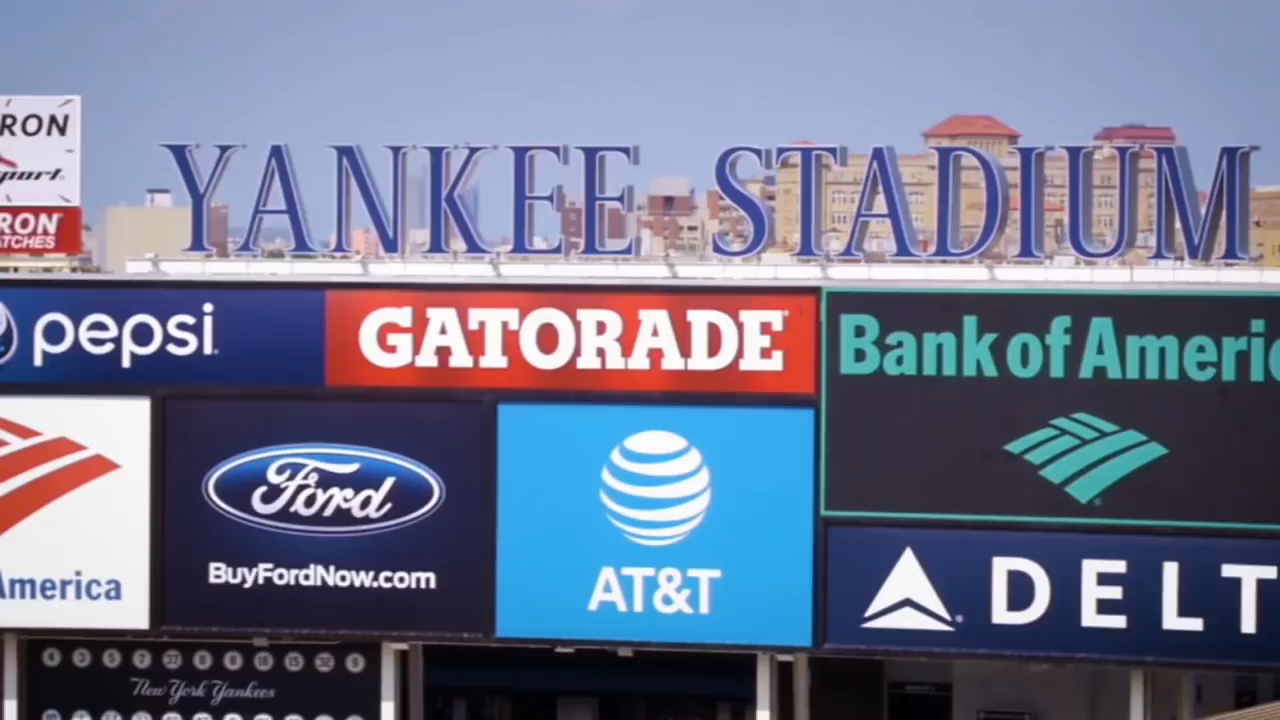 RON
port
RON
ATCHES
YANKEE STADIUM
pepsi
GATORADE
Bank of Americ
America
Ford
BuyFordNow.com
AT&T
DELT
New York Yankees